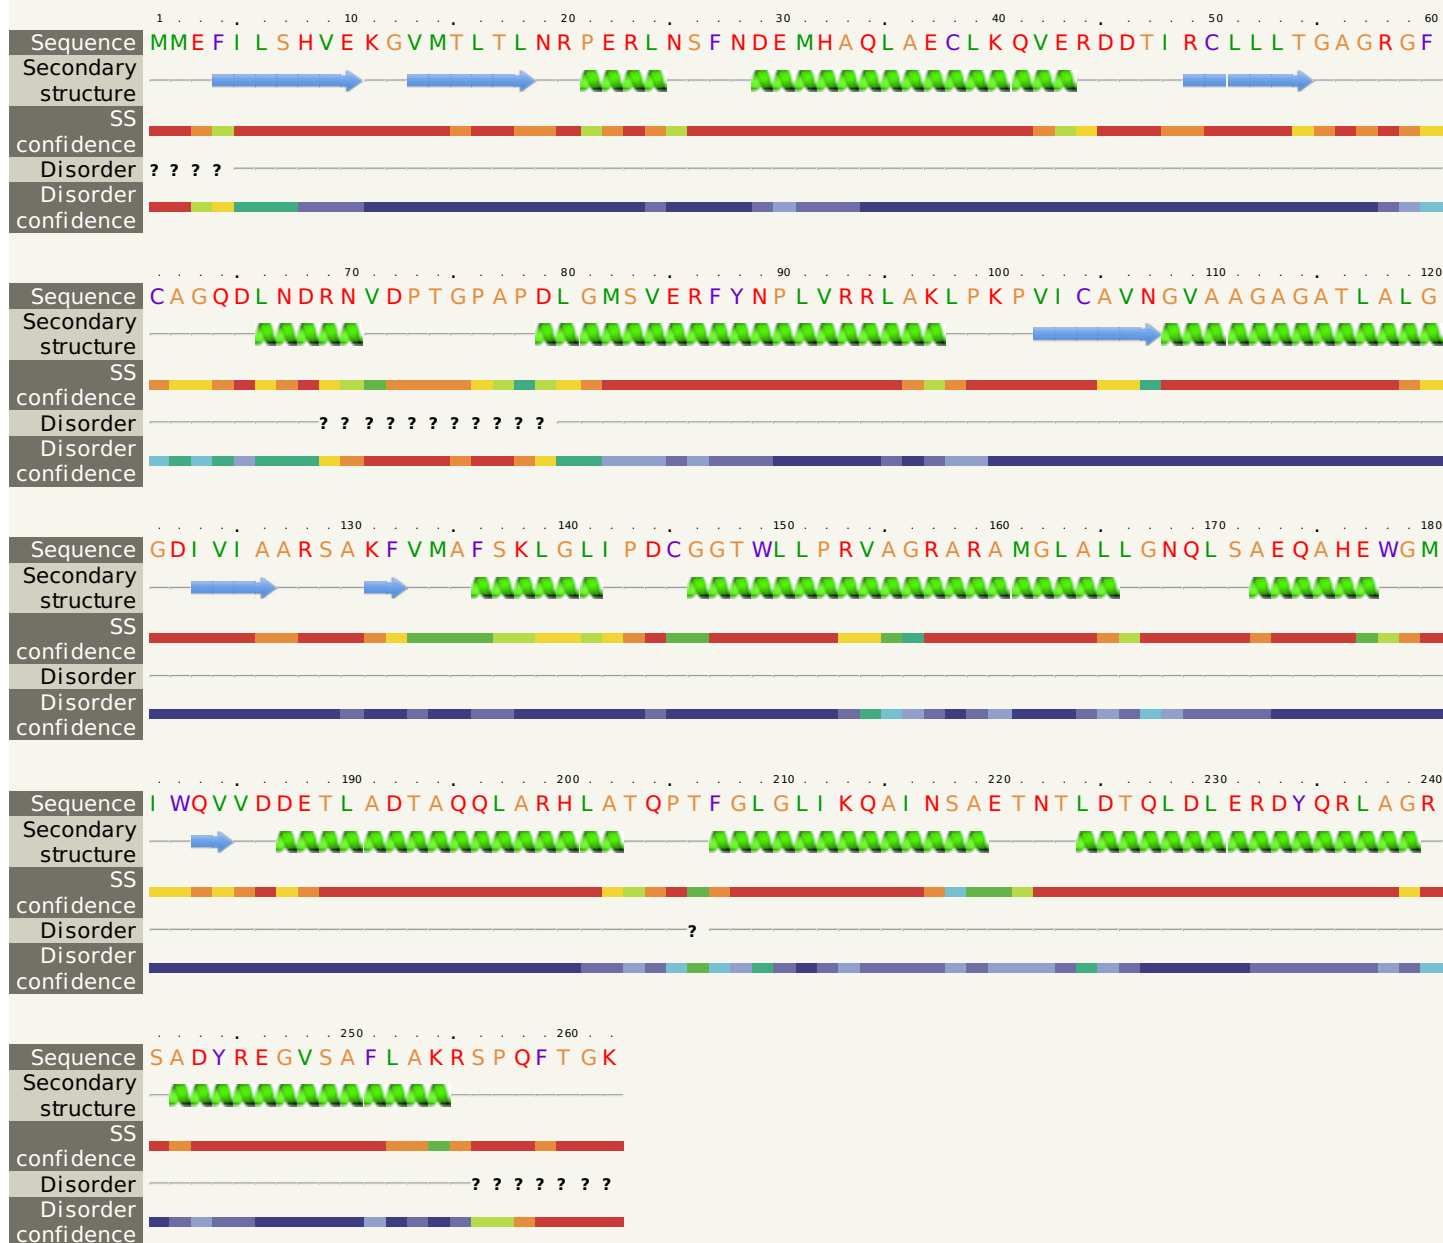 1 . . . . 10 . . . . 20 . . . . 30 . . . . 40 . . . . 50 . . . . 60
Sequence MMEFILSHVEKGVMTLTLNRPERLNSFNDEMHAQLAECLKQVERDDTIRCLLLTGAGRGF
Secondary
structure
SS
confidence
Disorder ? ? ? ?
Disorder
confidence
70 80 90 100 110 120
Sequence CAGQDLNDRNVDPTGPAPDLGMSVERFYNPLVRRLAKLPKPVICAVNGVAAGAGATLALG
Secondary
structure
SS
confidence
Disorder ? ? ? ? ? ? ? ? ? ? ?
Disorder
confidence
130 140 150 160 170 180
Sequence GDIVIAARSAKFVMAFSKLGLIPDCGGTWLLPRVAGRARAMGLALLGNQLSAEQAHEWGM
Secondary
structure
SS
confidence
Disorder
Disorder
confidence
190 200 210 220 230 240
Sequence IWQVVDDETLADTAQQLARHLATQPTFGLGLIKQAINSAETNTLDTQLDLERDYQRLAGR
Secondary
structure
SS
confidence
Disorder ?
Disorder
confidence
250 260
Sequence SADYREGVSAFLAKRSPQFTGK
Secondary
structure
SS
confidence
Disorder ? ? ? ? ? ? ?
Disorder
confidence